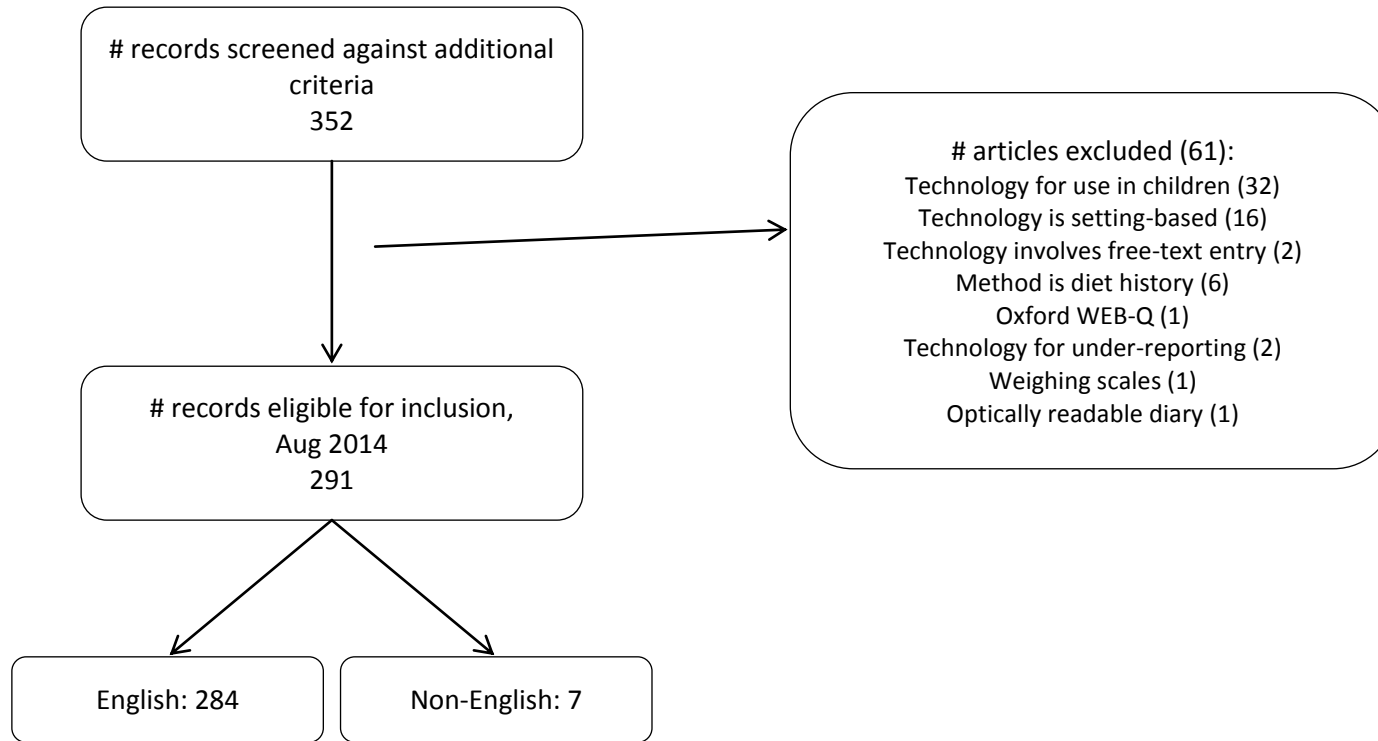 # records screened against additional
criteria
352
# articles excluded (61):
Technology for use in children (32)
Technology is setting-based (16)
Technology involves free-text entry (2)
Method is diet history (6)
Oxford WEB-Q (1)
Technology for under-reporting (2)
Weighing scales (1)
Optically readable diary (1)
# records eligible for inclusion,
Aug 2014
291
English: 284
Non-English: 7